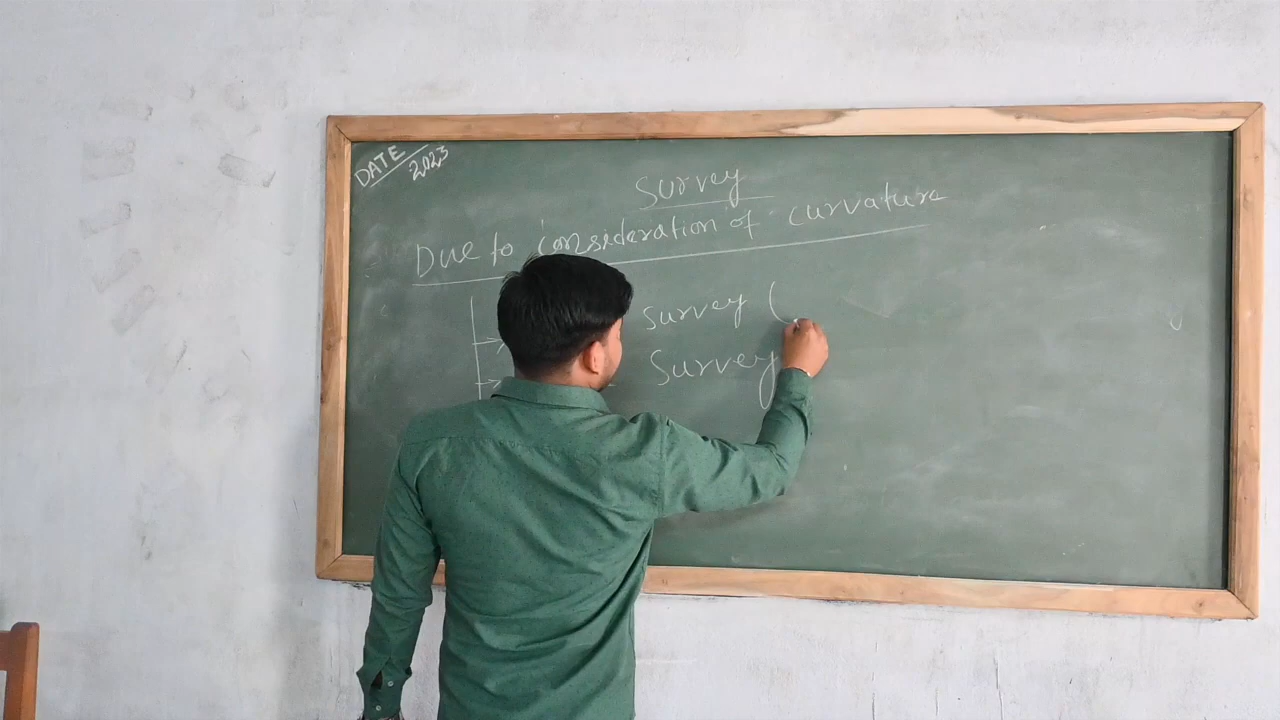 DATE
2023
Survey
Due to consideration of curvature
Survey (
Survey